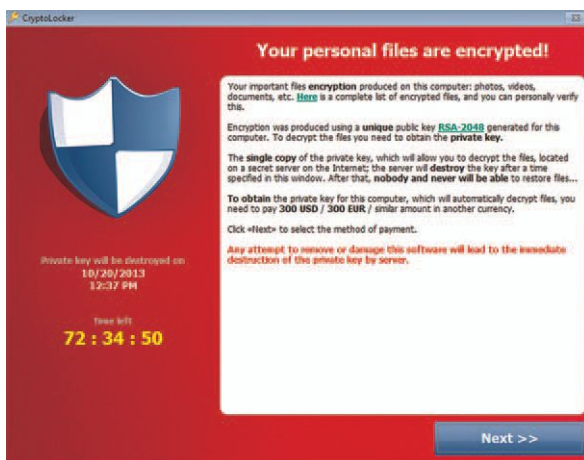 CryptoLocker
Your personal files are encrypted!
Your important files encryption produced on this computer: photos, videos,
documents, etc. Here is a complete list of encrypted files, and you can personally verify
this.
Encryption was produced using a unique public key RSA-2048 generated for this
computer. To decrypt the files you need to obtain the private key.
The single copy of the private key, which will allow you to decrypt the files, located
on a secret server on the Internet; the server will destroy the key after a time
specified in this window. After that, nobody and never will be able to restore files...
To obtain the private key for this computer, which will automatically decrypt files, you
need to pay 300 USD / 300 EUR / similar amount in another currency.
Click «Next» to select the method of payment.
Any attempt to remove or damage this software will lead to the immediate
destruction of the private key by server.
Private key will be destroyed on
10/20/2013
12:37 PM
Time left
72 : 34 : 50
Next >>